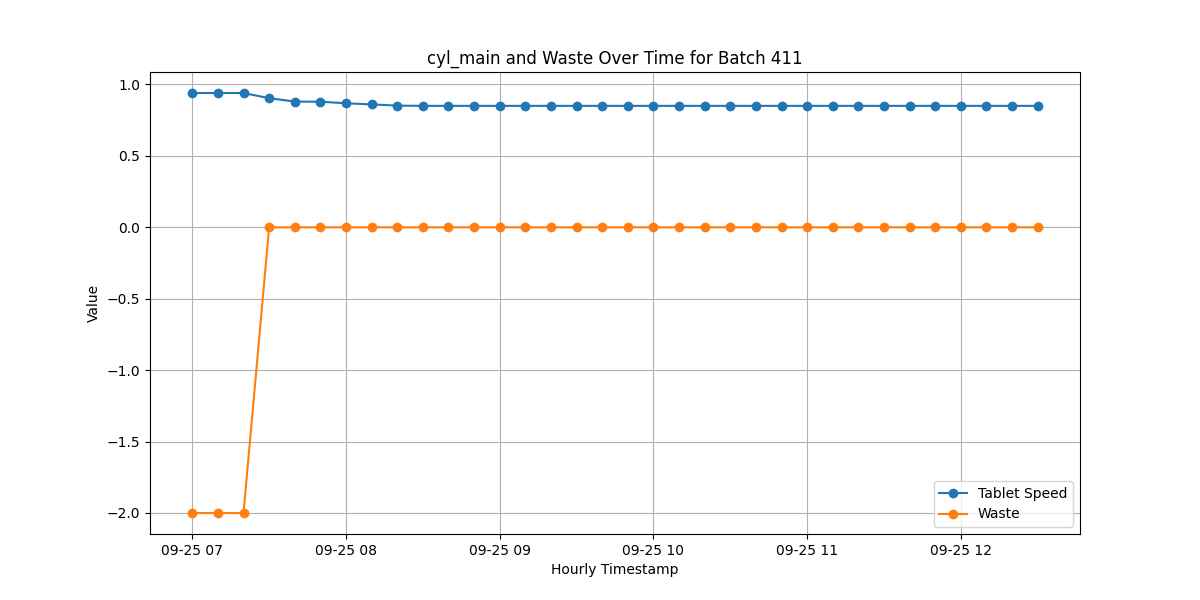 cyl_main and Waste Over Time for Batch 411
Value
1.0
0.5
0.0
−0.5
−1.0
−1.5
−2.0
Tablet Speed
Waste
09-25 07 09-25 08 09-25 09 09-25 10 09-25 11 09-25 12
Hourly Timestamp